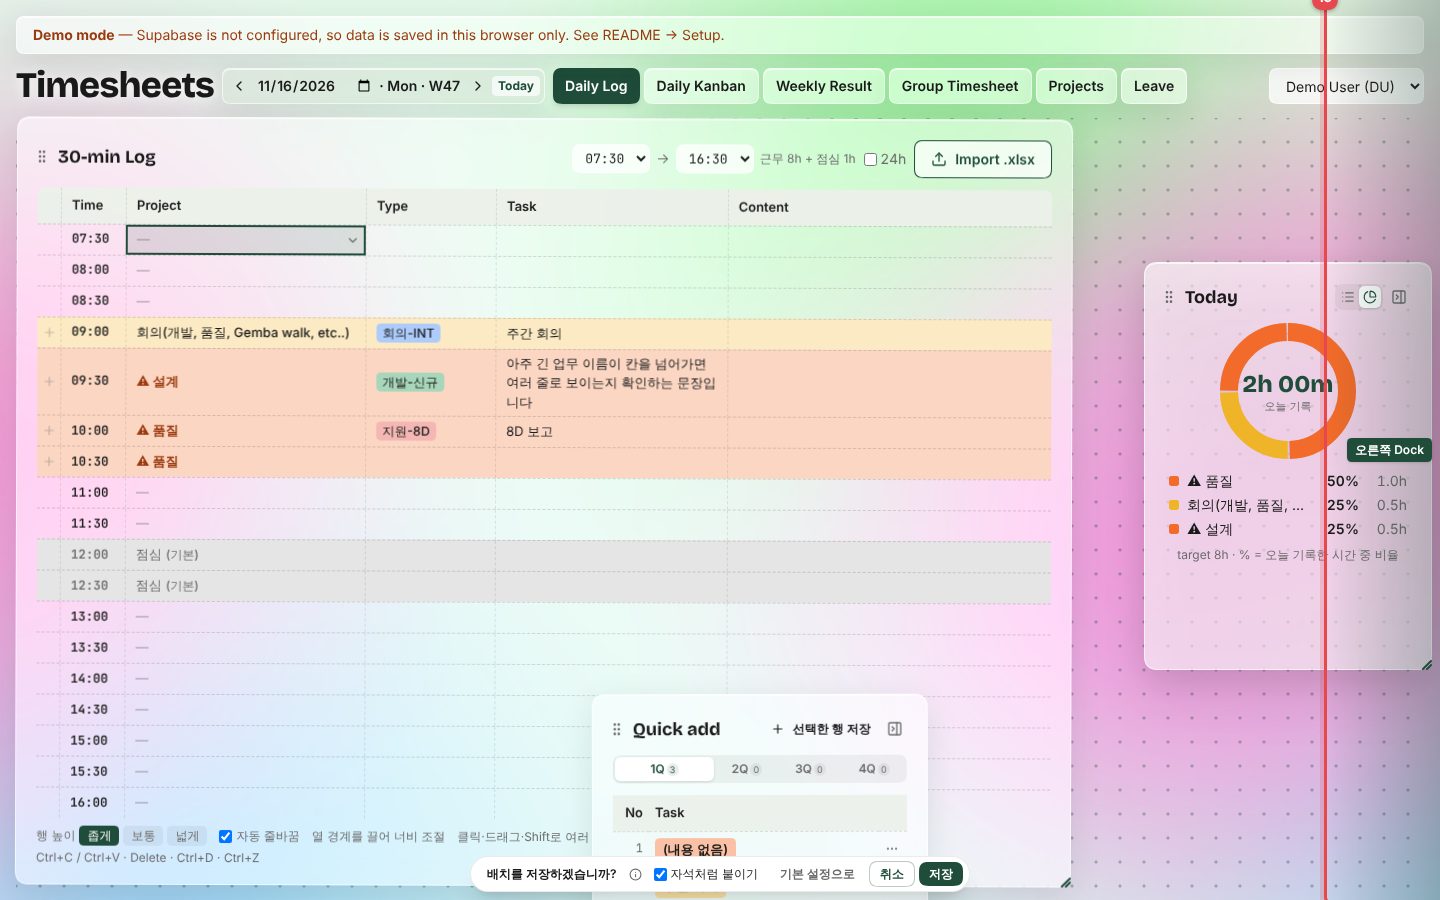 Demo mode — Supabase is not configured, so data is saved in this browser only. See README → Setup.
Timesheets
11/16/2026 · Mon · W47 Today
Daily Log
Daily Kanban
Weekly Result
Group Timesheet
Projects
Leave
Demo User (DU)
30-min Log
07:30 → 16:30 근무 8h + 점심 1h 24h Import .xlsx
Time Project Type Task Content
07:30 —
08:00 —
08:30 —
+ 09:00 회의(개발, 품질, Gemba walk, etc..) 회의-INT 주간 회의
+ 09:30 설계 개발-신규 아주 긴 업무 이름이 칸을 넘어가면
여러 줄로 보이는지 확인하는 문장입
니다
+ 10:00 품질 지원-8D 8D 보고
+ 10:30 품질
11:00 —
11:30 —
12:00 점심 (기본)
12:30 점심 (기본)
13:00 —
13:30 —
14:00 —
14:30 —
15:00 —
15:30 —
16:00 —
행 높이 좁게 보통 넓게 자동 줄바꿈 열 경계를 끌어 너비 조절 클릭·드래그·Shift로 여러
Ctrl+C / Ctrl+V · Delete · Ctrl+D · Ctrl+Z
Today
2h 00m
오늘 기록
오른쪽 Dock
품질 50% 1.0h
회의(개발, 품질, ... 25% 0.5h
설계 25% 0.5h
target 8h · % = 오늘 기록한 시간 중 비율
Quick add + 선택한 행 저장
1Q 3 2Q 0 3Q 0 4Q 0
No Task
1 (내용 없음) ···
배치를 저장하겠습니까? 자석처럼 붙이기 기본 설정으로 취소 저장